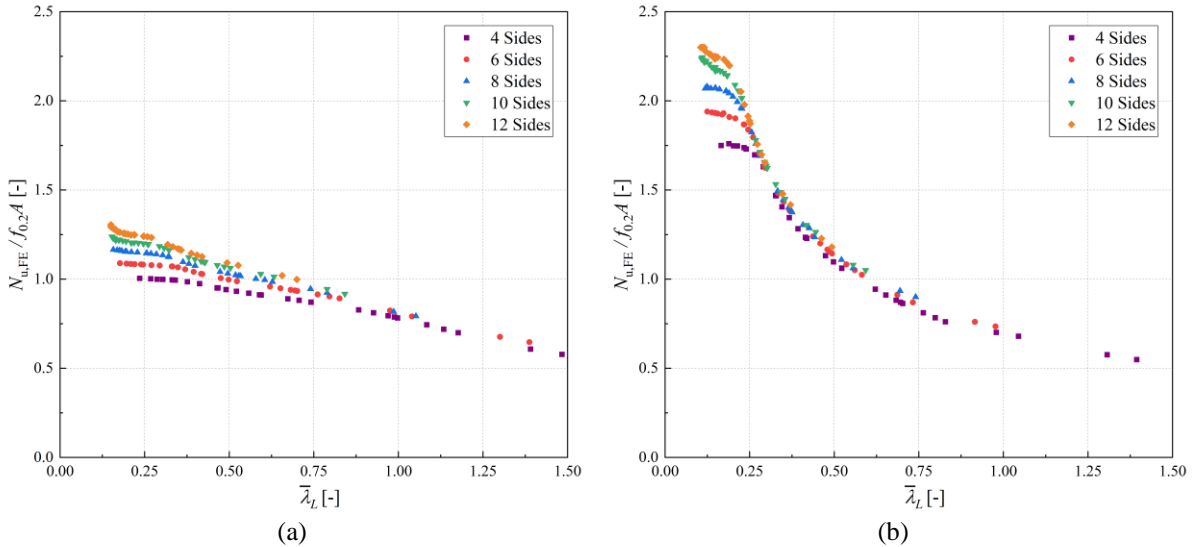 2.5
2.0
1.5
1.0
0.5
0.0
N_u,FE / f_0.2 A [-]
4 Sides
6 Sides
8 Sides
10 Sides
12 Sides
0.00 0.25 0.50 0.75 1.00 1.25 1.50
λ̅_L [-]
(a)
2.5
2.0
1.5
1.0
0.5
0.0
N_u,FE / f_0.2 A [-]
4 Sides
6 Sides
8 Sides
10 Sides
12 Sides
0.00 0.25 0.50 0.75 1.00 1.25 1.50
λ̅_L [-]
(b)